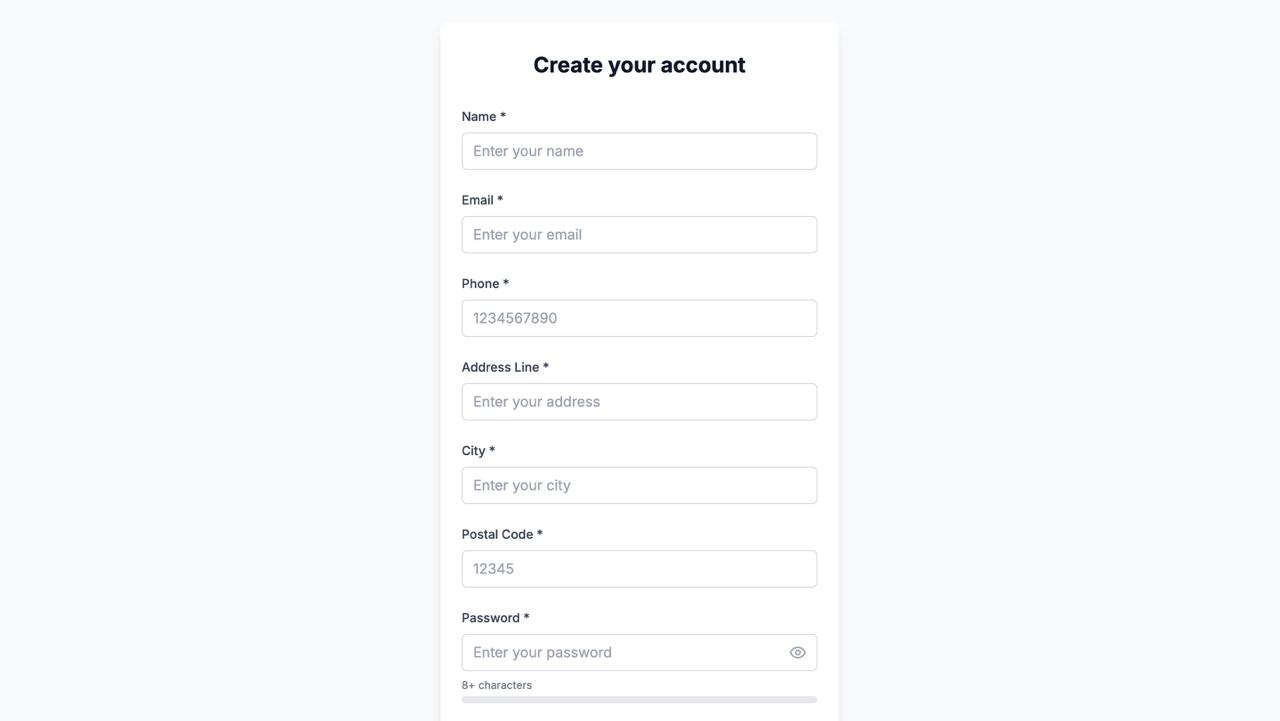 Create your account
Name *
Enter your name
Email *
Enter your email
Phone *
1234567890
Address Line *
Enter your address
City *
Enter your city
Postal Code *
12345
Password *
Enter your password
8+ characters